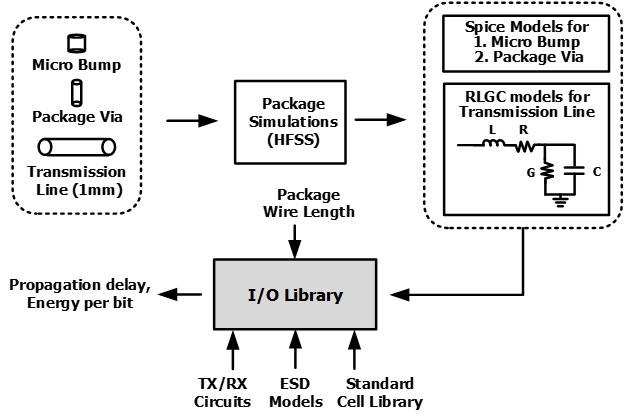 Micro Bump
Package Via
Transmission
Line (1mm)
Package
Simulations
(HFSS)
Spice Models for
1. Micro Bump
2. Package Via
RLGC models for
Transmission Line
L R
G C
Package
Wire Length
I/O Library
Propagation delay,
Energy per bit
TX/RX
Circuits
ESD
Models
Standard
Cell Library